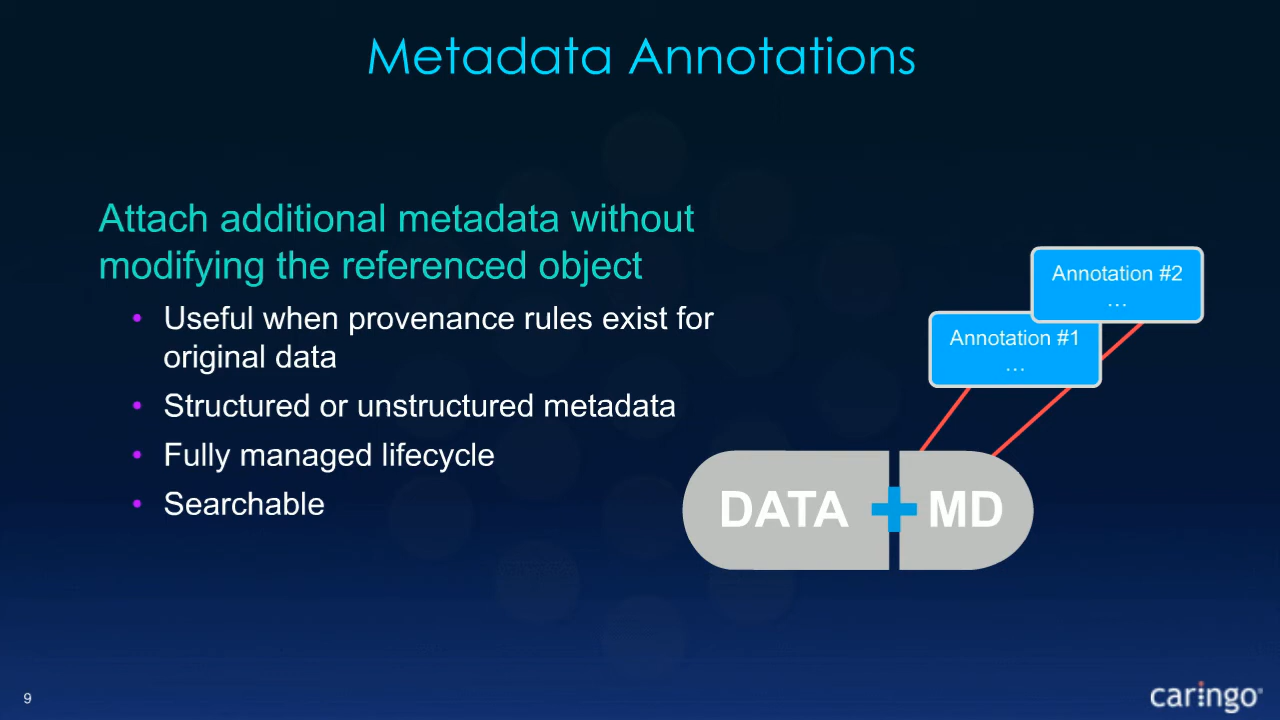 Metadata Annotations
Attach additional metadata without
modifying the referenced object
• Useful when provenance rules exist for
original data
• Structured or unstructured metadata
• Fully managed lifecycle
• Searchable
Annotation #2
...
Annotation #1
...
DATA + MD
9
caringo